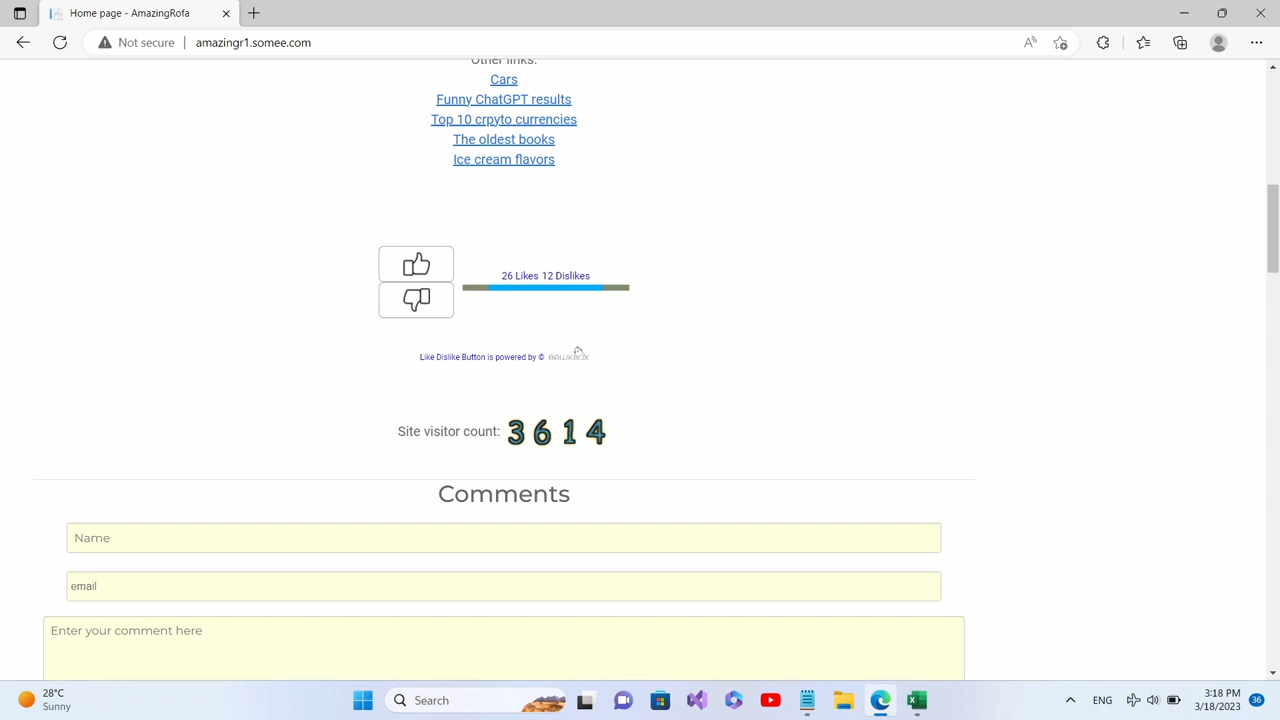 Home page - AmazingRofa
Not secure
amazingr1.somee.com
Other links:
Cars
Funny ChatGPT results
Top 10 crpyto currencies
The oldest books
Ice cream flavors
26 Likes 12 Dislikes
Like Dislike Button is powered by © BAWKBOX
Site visitor count: 3614
Comments
Name
email
Enter your comment here
28°C
Sunny
Search
ENG
3:18 PM
3/18/2023
36